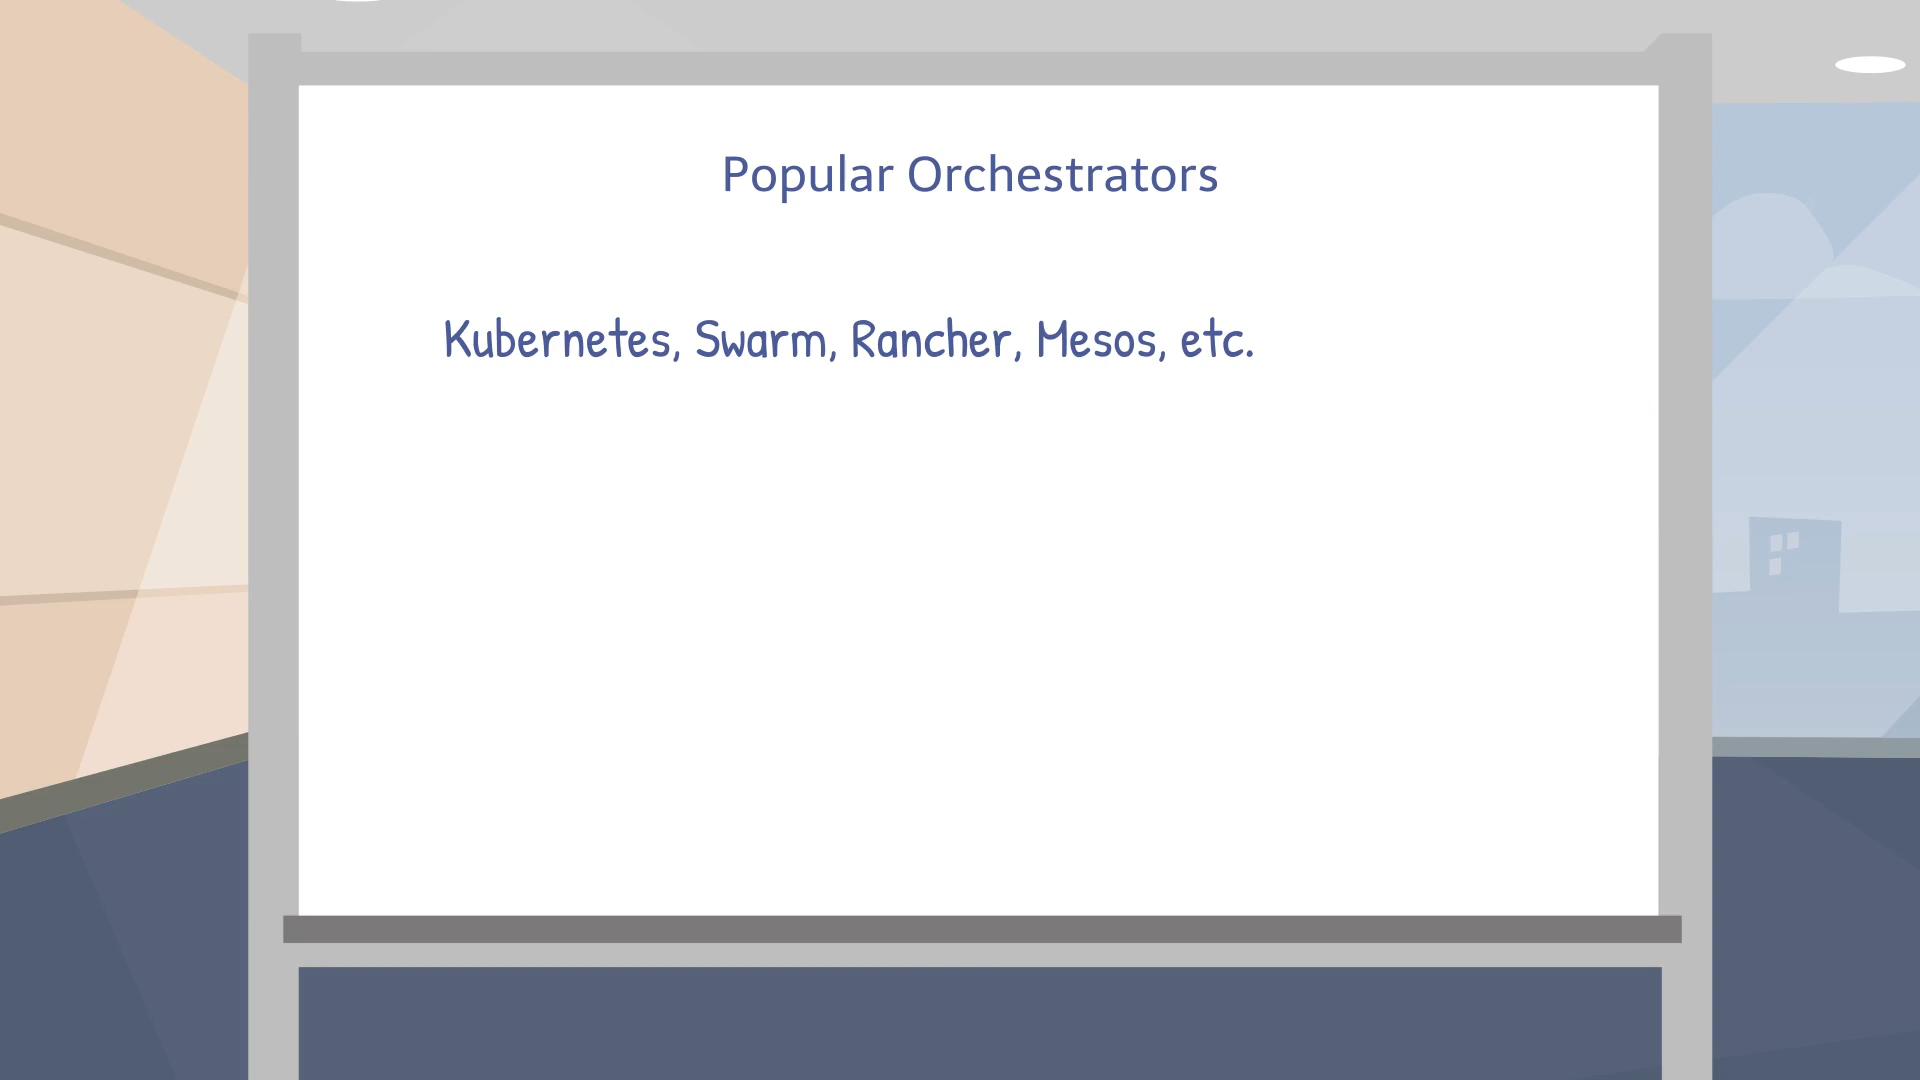 Popular Orchestrators
Kubernetes, Swarm, Rancher, Mesos, etc.